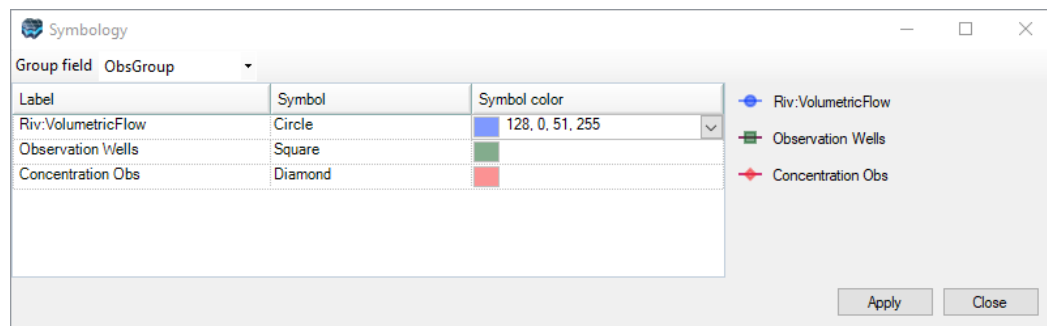 Symbology
Group field ObsGroup
Label Symbol Symbol color
Riv:VolumetricFlow Circle 128, 0, 51, 255
Observation Wells Square
Concentration Obs Diamond
Riv:VolumetricFlow
Observation Wells
Concentration Obs
Apply Close